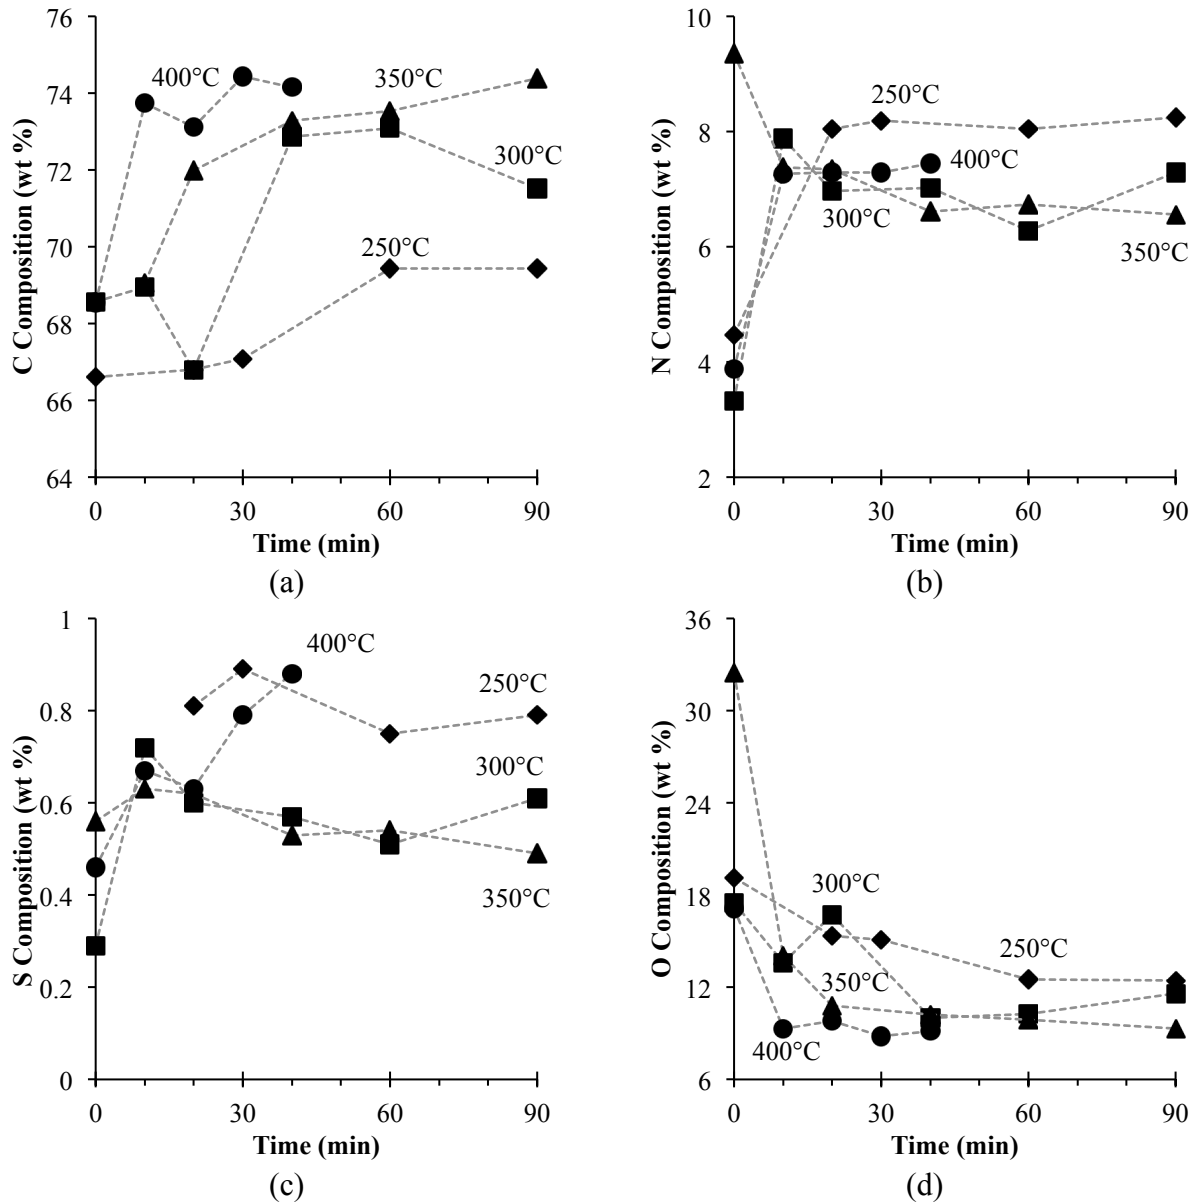 76
74
72
70
68
66
64
C Composition (wt %)
400°C
350°C
300°C
250°C
0 30 60 90
Time (min)
(a)
10
8
6
4
2
N Composition (wt %)
250°C
400°C
300°C
350°C
0 30 60 90
Time (min)
(b)
1
0.8
0.6
0.4
0.2
0
S Composition (wt %)
400°C
250°C
300°C
350°C
0 30 60 90
Time (min)
(c)
36
30
24
18
12
6
O Composition (wt %)
300°C
250°C
350°C
400°C
0 30 60 90
Time (min)
(d)